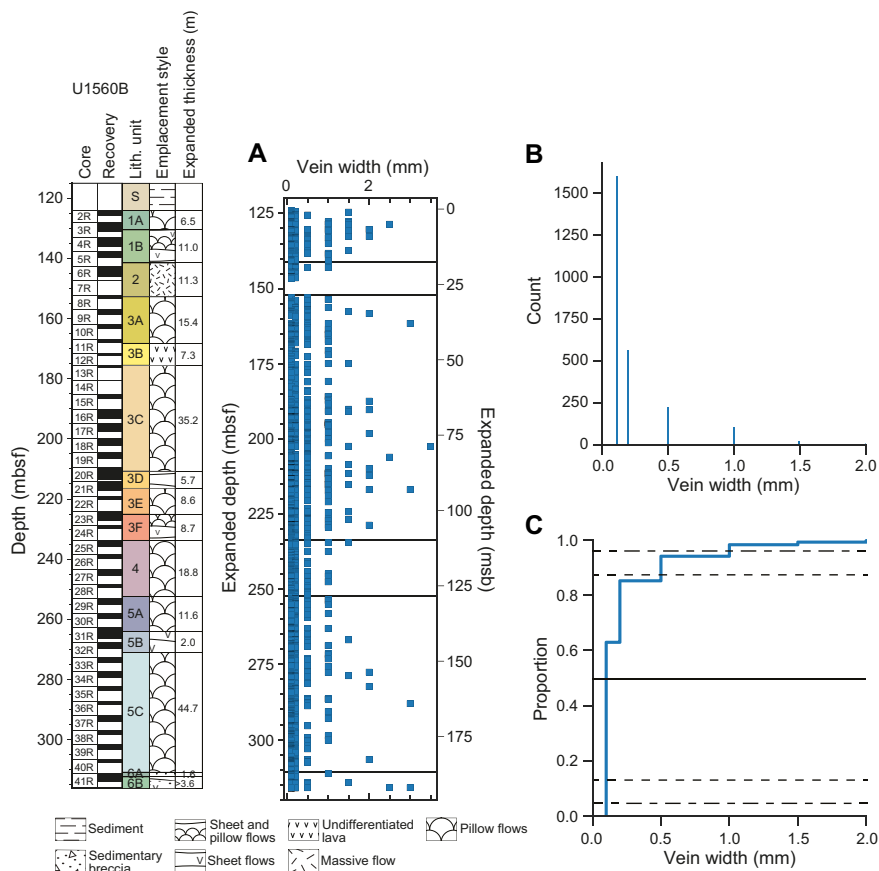 U1560B
Core
Recovery
Lith. unit
Emplacement style
Expanded thickness (m)
Depth (mbsf)
120
140
160
180
200
220
240
260
280
300
2R
3R
4R
5R
6R
7R
8R
9R
10R
11R
12R
13R
14R
15R
16R
17R
18R
19R
20R
21R
22R
23R
24R
25R
26R
27R
28R
29R
30R
31R
32R
33R
34R
35R
36R
37R
38R
39R
40R
41R
S
1A
1B
2
3A
3B
3C
3D
3E
3F
4
5A
5B
5C
6A
6B
v
v
v
v
v
6.5
11.0
11.3
15.4
7.3
35.2
5.7
8.6
8.7
18.8
11.6
2.0
44.7
1.6
>3.6
A
Vein width (mm)
0 2
Expanded depth (mbsf)
125
150
175
200
225
250
275
300
Expanded depth (msb)
0
25
50
75
100
125
150
175
B
Count
1500
1250
1000
750
500
250
0
0.0 0.5 1.0 1.5 2.0
Vein width (mm)
C
Proportion
1.0
0.8
0.6
0.4
0.2
0.0
0.0 0.5 1.0 1.5 2.0
Vein width (mm)
Sediment
Sheet and
pillow flows
Undifferentiated
lava
Pillow flows
Sedimentary
breccia
v
Sheet flows
Massive flow